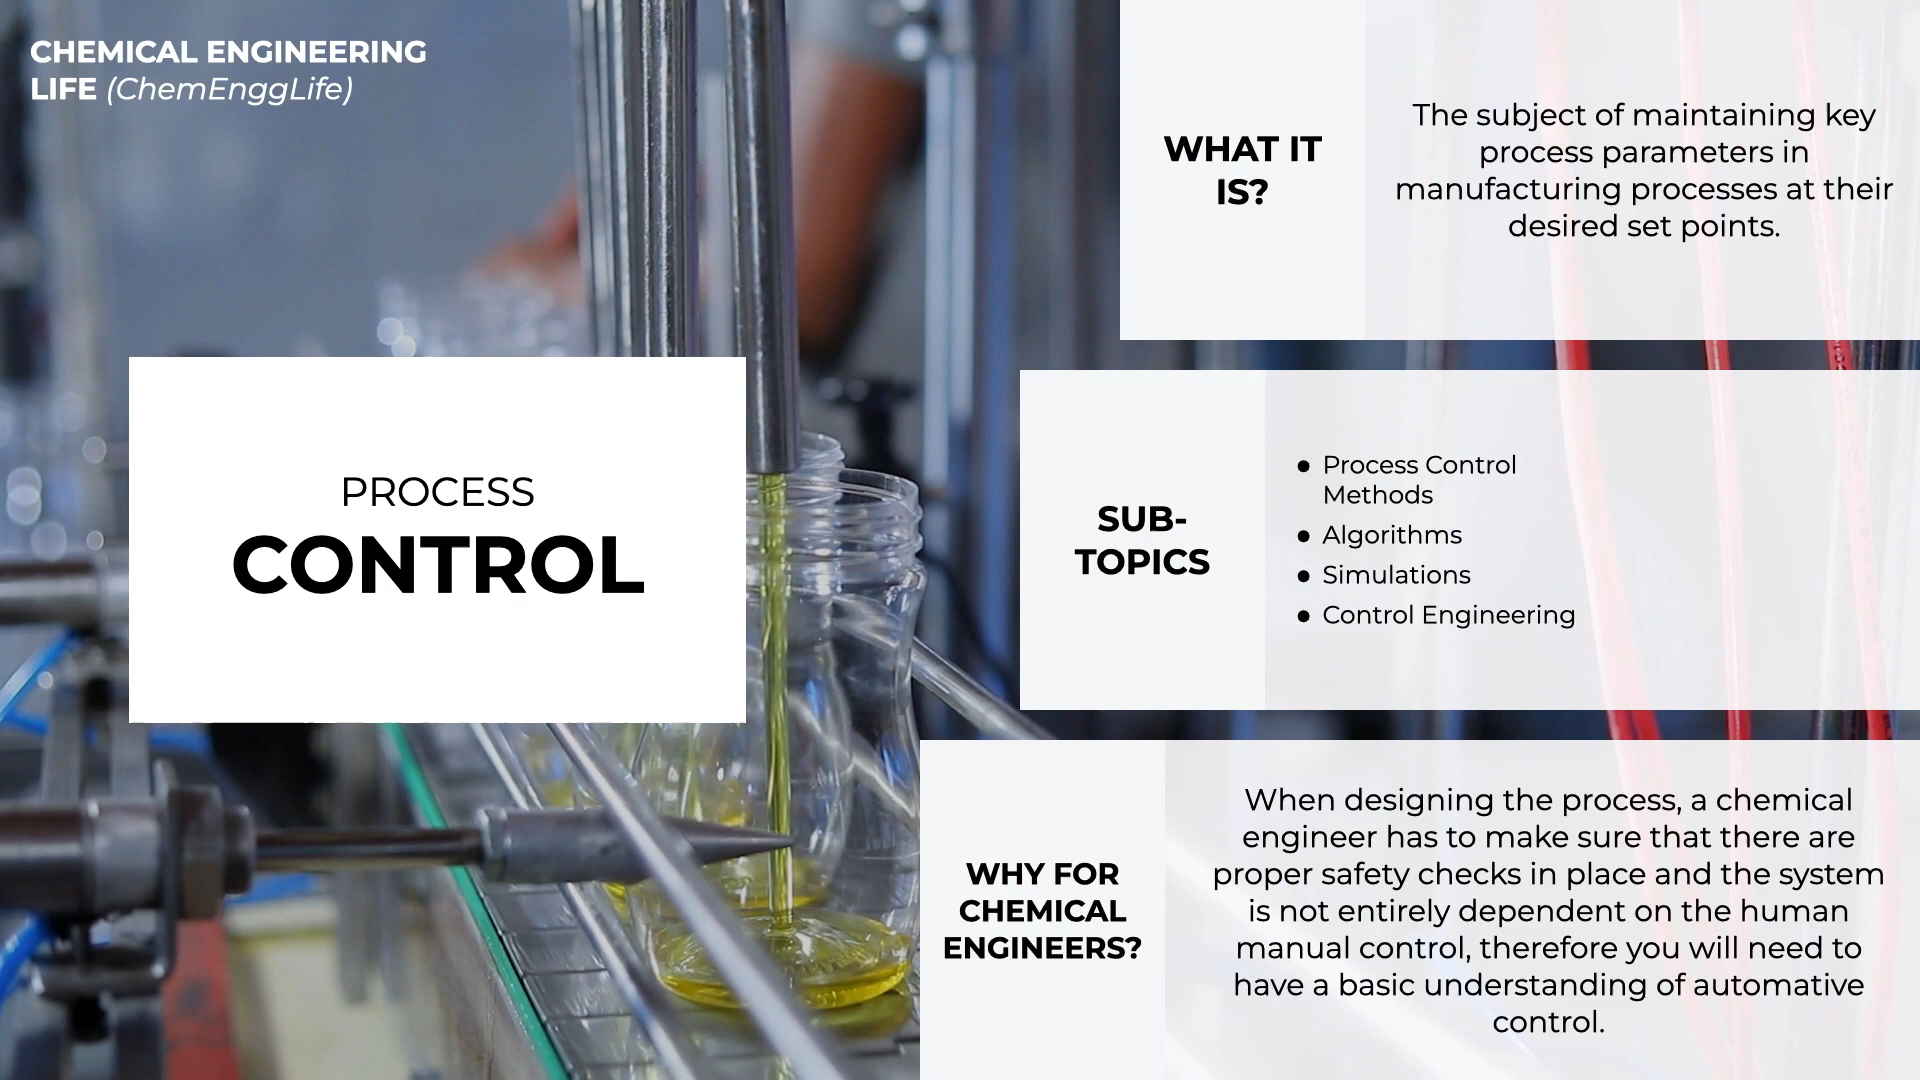 CHEMICAL ENGINEERING
LIFE (ChemEnggLife)
PROCESS
CONTROL
WHAT IT
IS?
The subject of maintaining key
process parameters in
manufacturing processes at their
desired set points.
SUB-
TOPICS
● Process Control
Methods
● Algorithms
● Simulations
● Control Engineering
WHY FOR
CHEMICAL
ENGINEERS?
When designing the process, a chemical
engineer has to make sure that there are
proper safety checks in place and the system
is not entirely dependent on the human
manual control, therefore you will need to
have a basic understanding of automative
control.